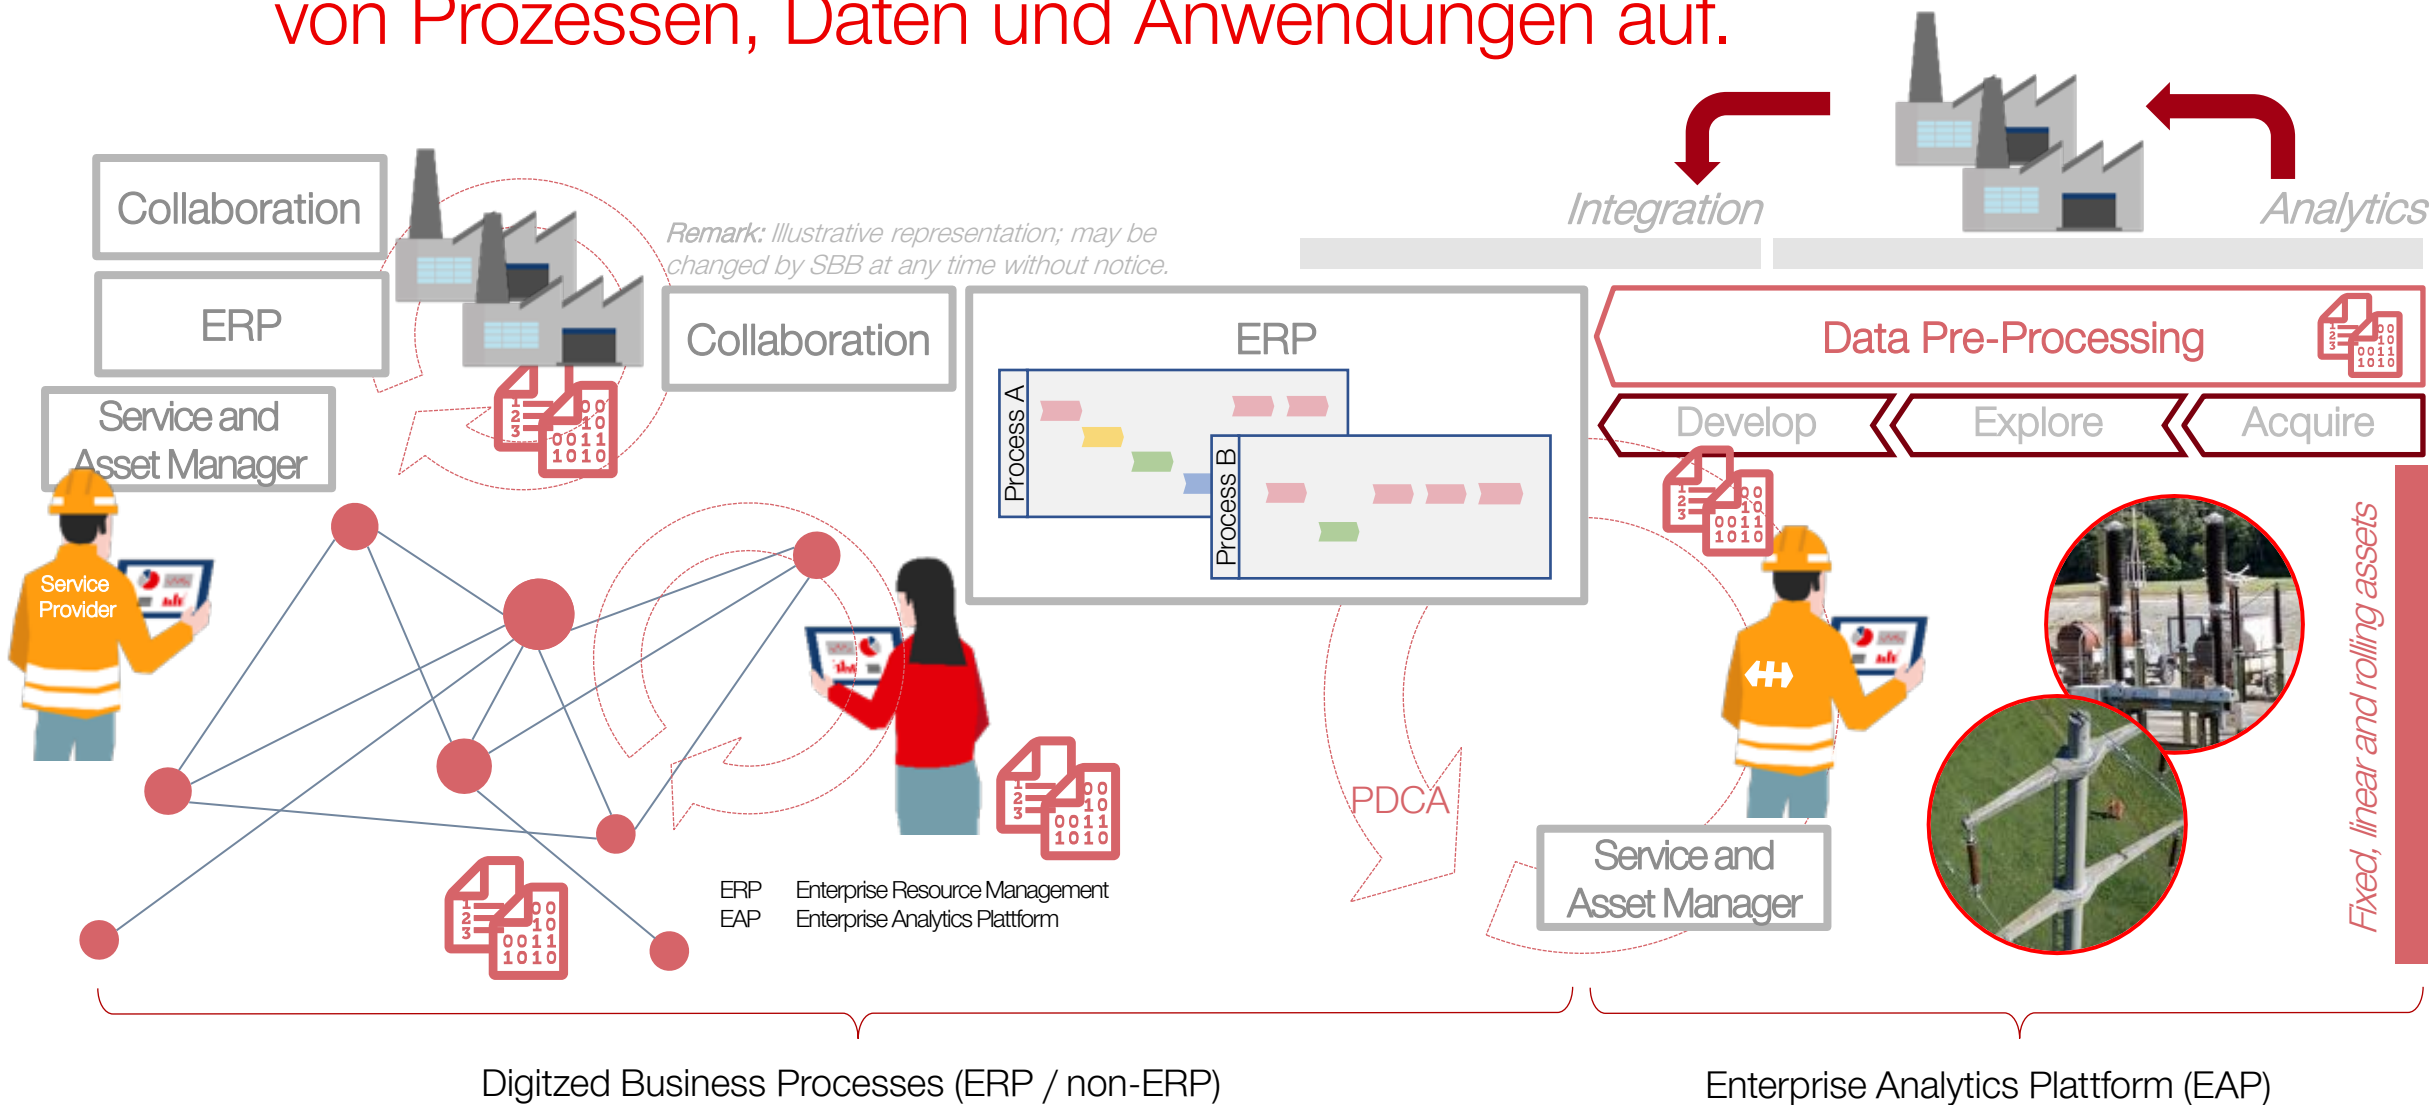 von Prozessen, Daten und Anwendungen auf.
Collaboration
ERP
Service and
Asset Manager
Service
Provider
Remark: Illustrative representation; may be
changed by SBB at any time without notice.
Collaboration
ERP
Process A
Process B
Integration
Analytics
Data Pre-Processing
Develop
Explore
Acquire
PDCA
Service and
Asset Manager
Fixed, linear and rolling assets
ERP Enterprise Resource Management
EAP Enterprise Analytics Plattform
Digitzed Business Processes (ERP / non-ERP)
Enterprise Analytics Plattform (EAP)